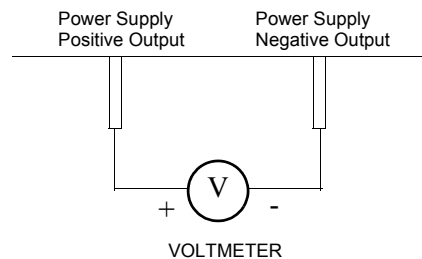 Power Supply
Positive Output
Power Supply
Negative Output
V
+
-
VOLTMETER